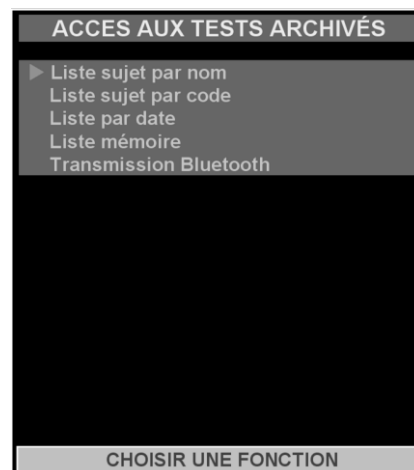 ACCES AUX TESTS ARCHIVÉS
Liste sujet par nom
Liste sujet par code
Liste par date
Liste mémoire
Transmission Bluetooth
CHOISIR UNE FONCTION